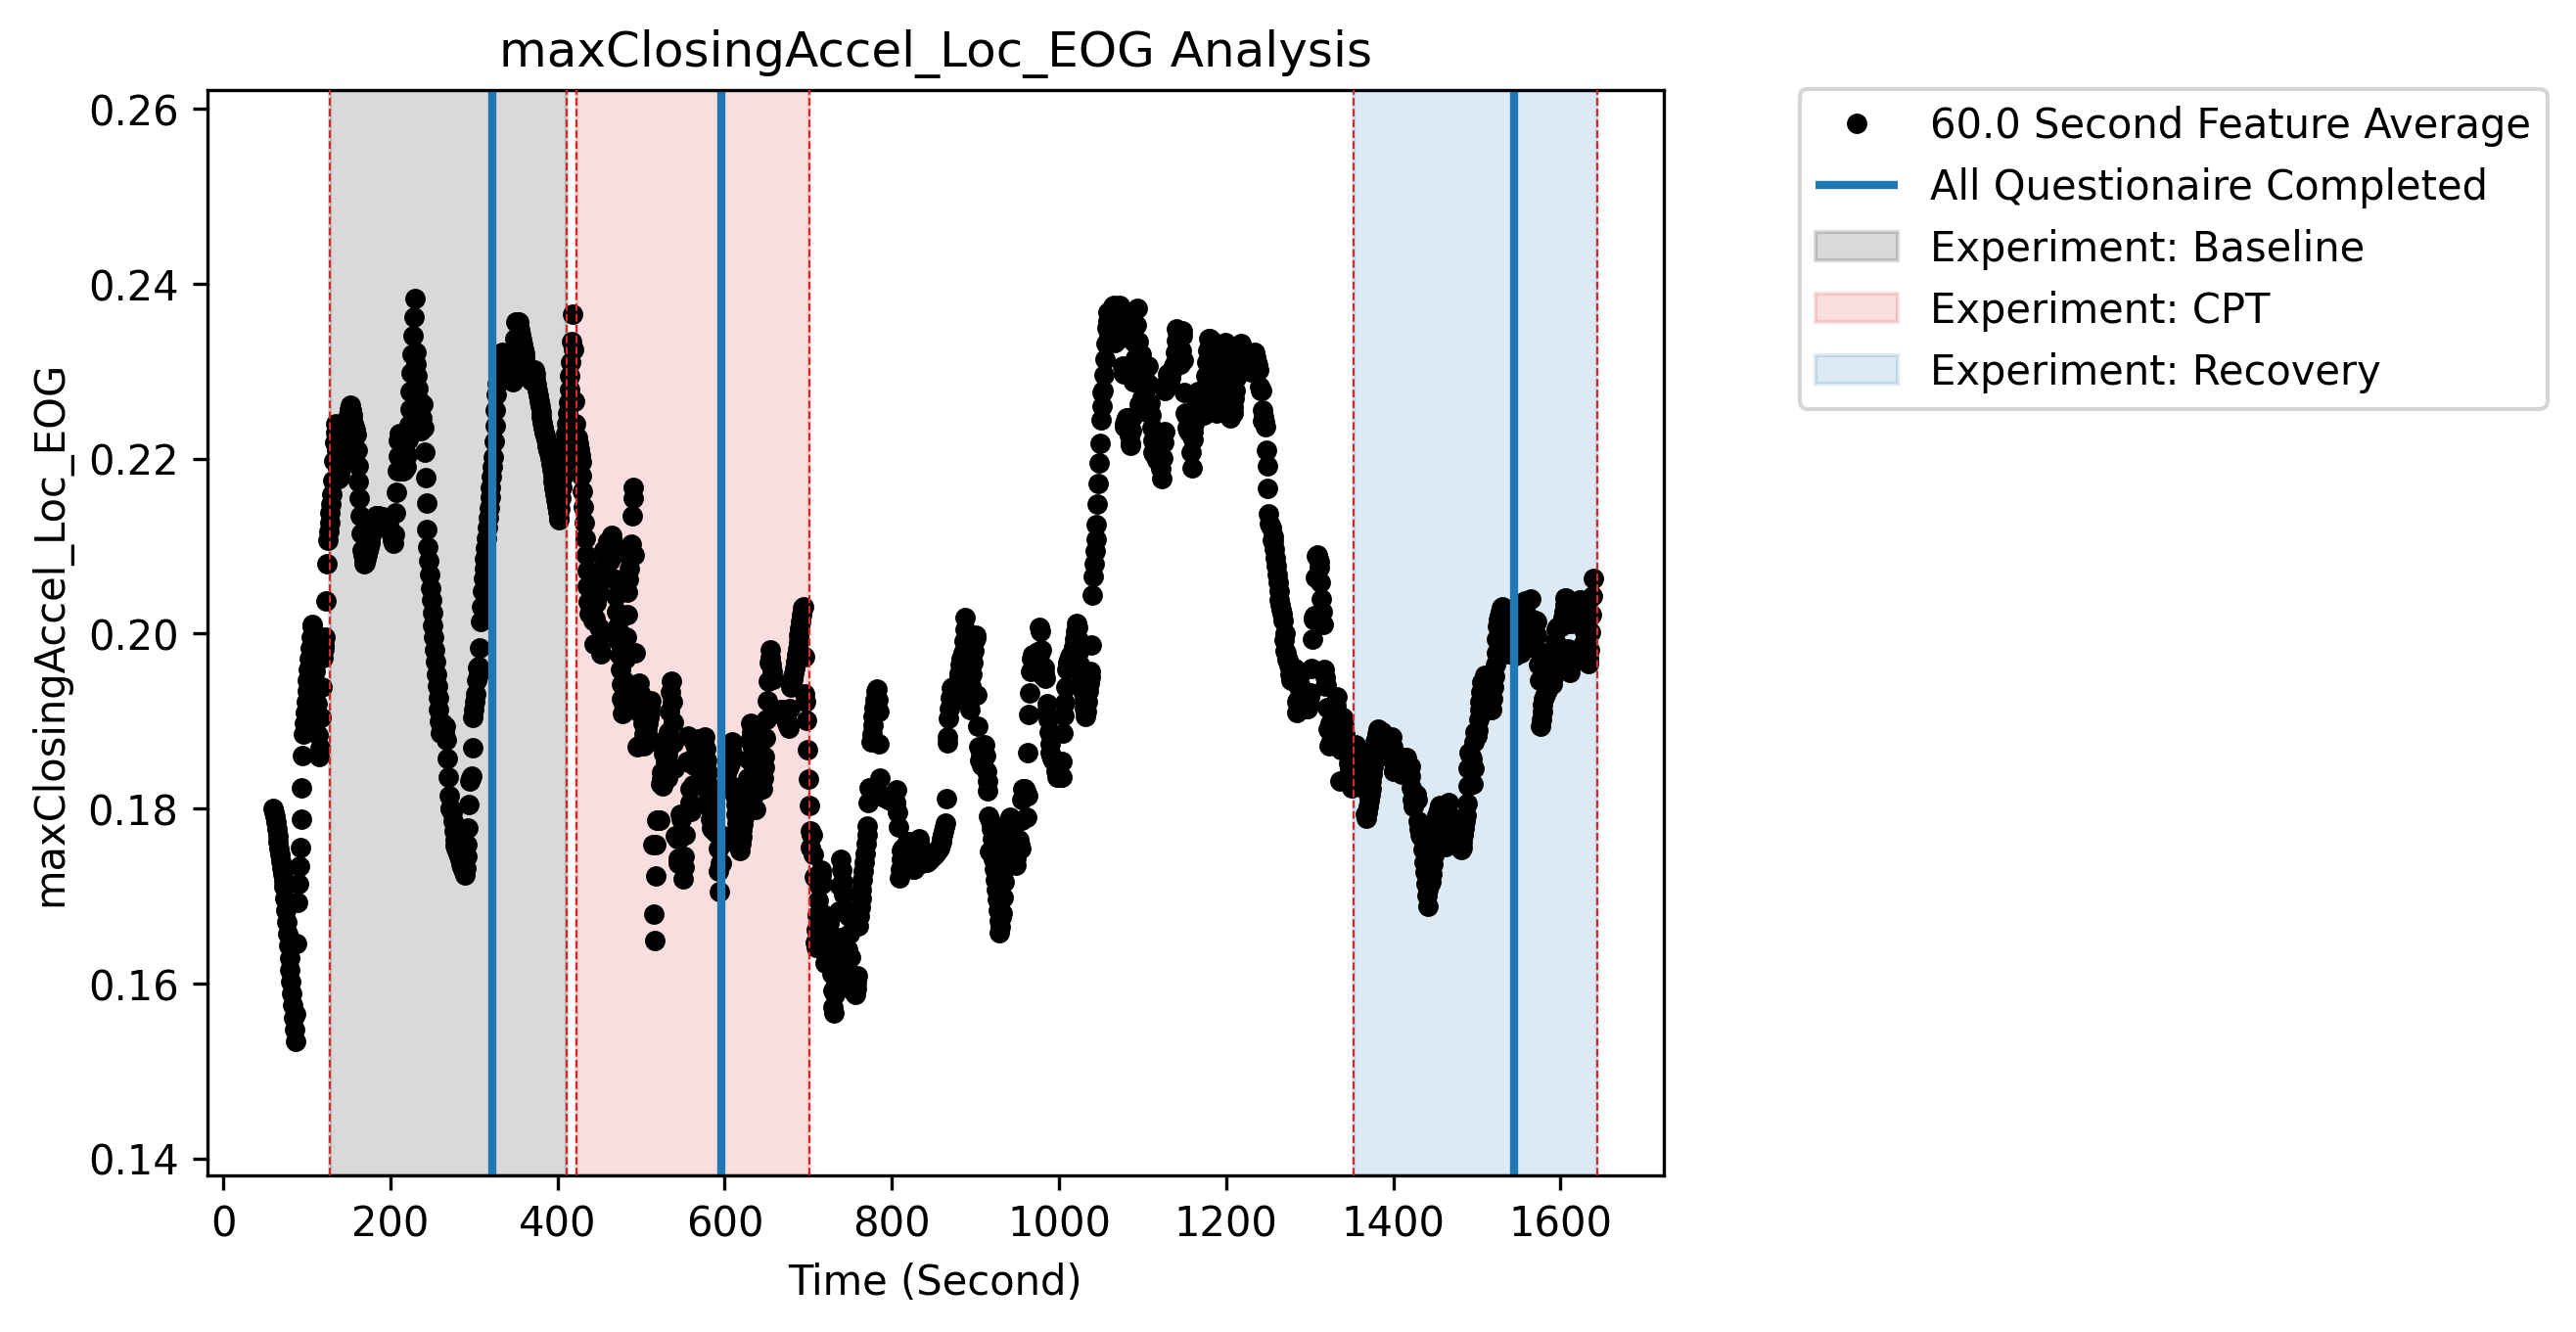 maxClosingAccel_Loc_EOG Analysis
maxClosingAccel_Loc_EOG
0.26
0.24
0.22
0.20
0.18
0.16
0.14
0 200 400 600 800 1000 1200 1400 1600
Time (Second)
60.0 Second Feature Average
All Questionaire Completed
Experiment: Baseline
Experiment: CPT
Experiment: Recovery